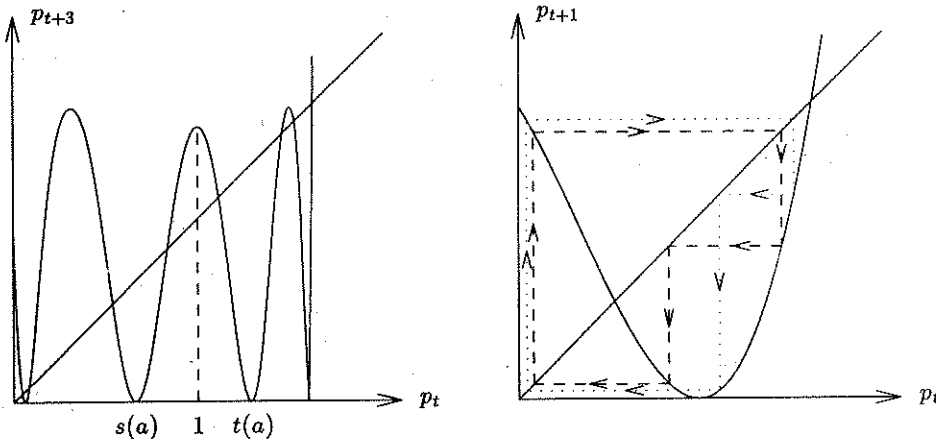 p_{t+3}
p_t
s(a) 1 t(a)
p_{t+1}
p_t